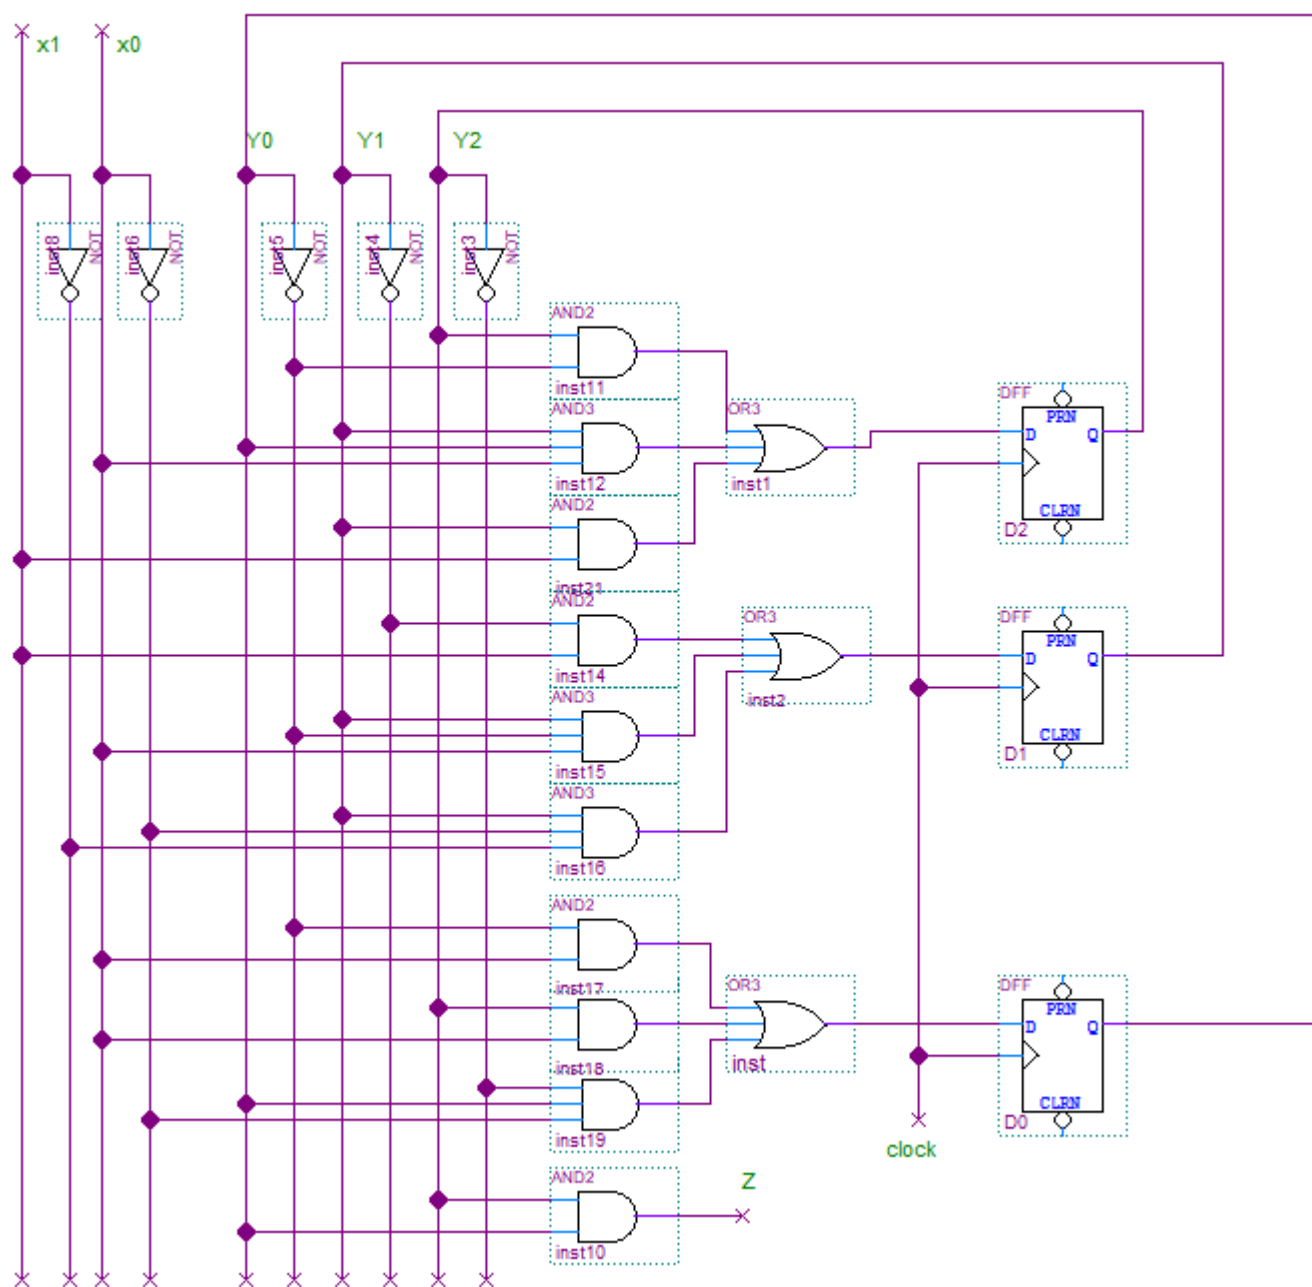 x1
x0
Y0
Y1
Y2
inst8
NOT
inst6
NOT
inst5
NOT
inst4
NOT
inst3
NOT
AND2
inst11
AND3
inst12
AND2
inst21
OR3
inst1
DFF
PRN
D
Q
CLRN
D2
AND2
inst14
AND3
inst15
AND3
inst16
OR3
inst2
DFF
PRN
D
Q
CLRN
D1
AND2
inst17
inst18
inst19
OR3
inst
DFF
PRN
D
Q
CLRN
D0
clock
AND2
inst10
Z